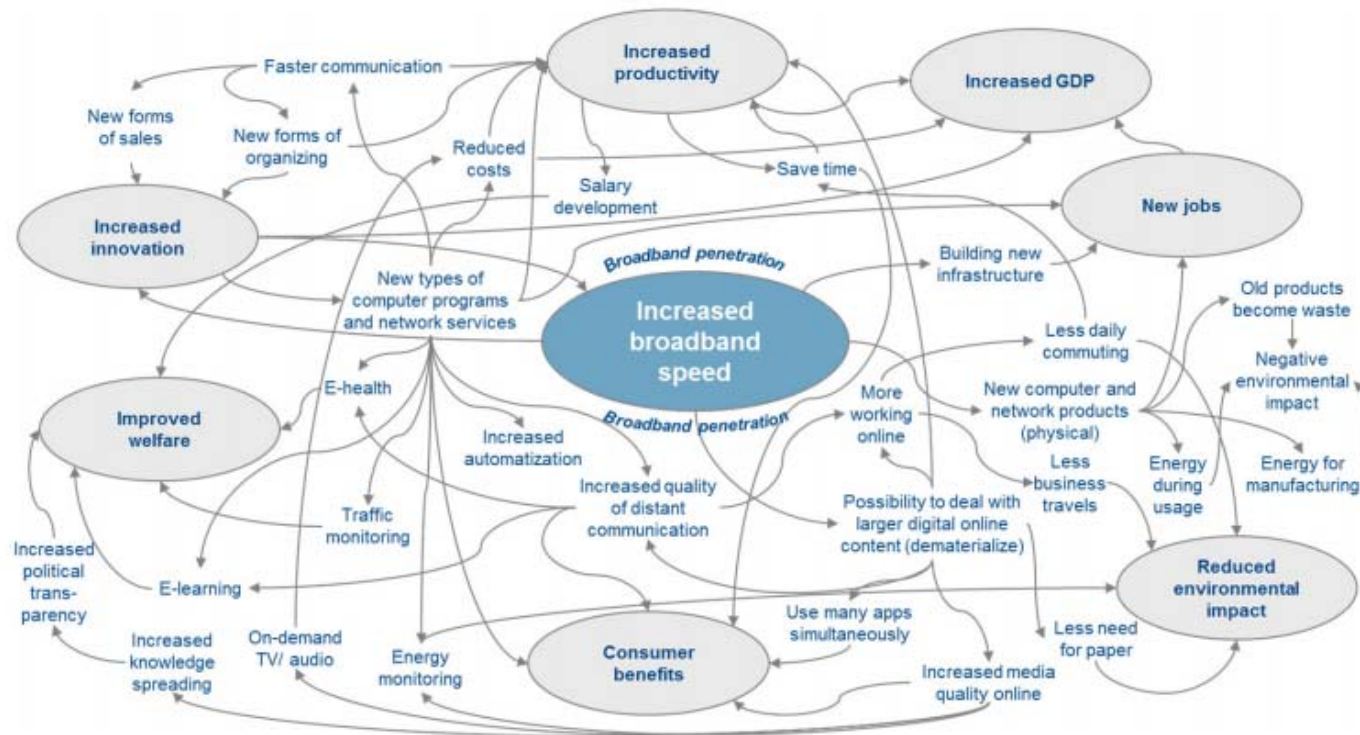 Increased
productivity
Increased GDP
Faster communication
New forms
of sales
New forms of
organizing
Reduced
costs
Save time
Salary
development
New jobs
Increased
innovation
Broadband penetration
Building new
infrastructure
New types of
computer programs
and network services
Increased
broadband
speed
Old products
become waste
Less daily
commuting
Negative
environmental
impact
E-health
More
working
online
New computer and
network products
(physical)
Improved
welfare
Broadband penetration
Increased
automatization
Less
business
travels
Energy
during
usage
Energy for
manufacturing
Increased quality
of distant
communication
Possibility to deal with
larger digital online
content (dematerialize)
Traffic
monitoring
Increased
political
trans-
parency
E-learning
Reduced
environmental
impact
Use many apps
simultaneously
Less need
for paper
Increased
knowledge
spreading
On-demand
TV/ audio
Energy
monitoring
Consumer
benefits
Increased media
quality online